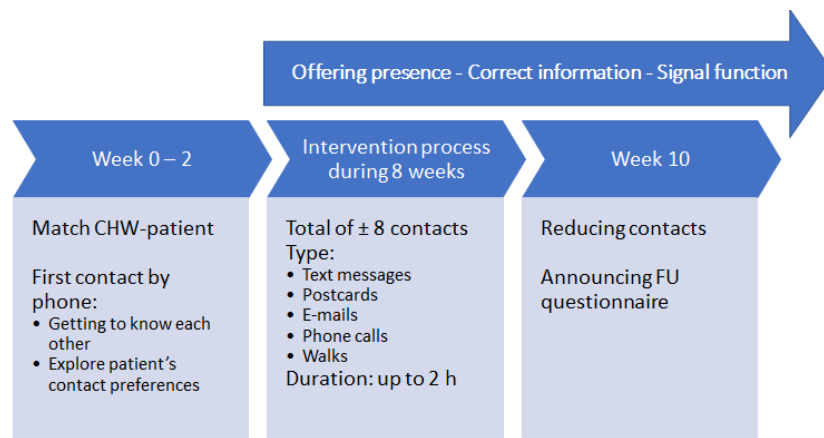 Offering presence - Correct information - Signal function
Week 0 – 2
Match CHW-patient
First contact by
phone:
• Getting to know each
other
• Explore patient's
contact preferences
Intervention process
during 8 weeks
Total of ± 8 contacts
Type:
• Text messages
• Postcards
• E-mails
• Phone calls
• Walks
Duration: up to 2 h
Week 10
Reducing contacts
Announcing FU
questionnaire